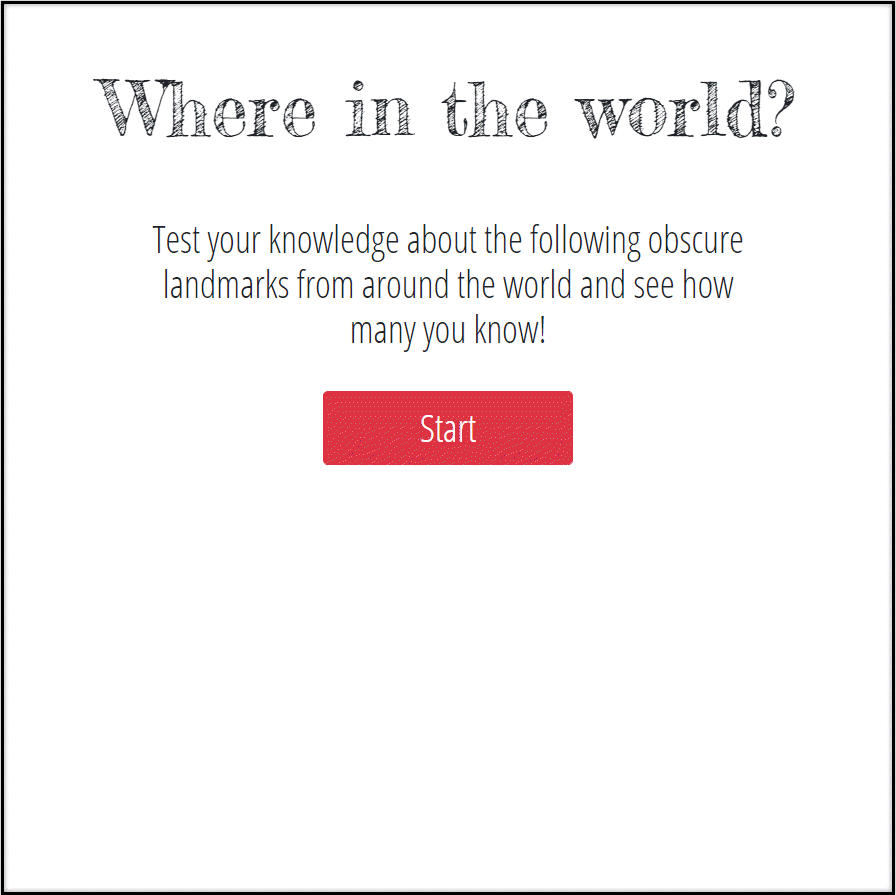 Where in the world?
Test your knowledge about the following obscure
landmarks from around the world and see how
many you know!
Start